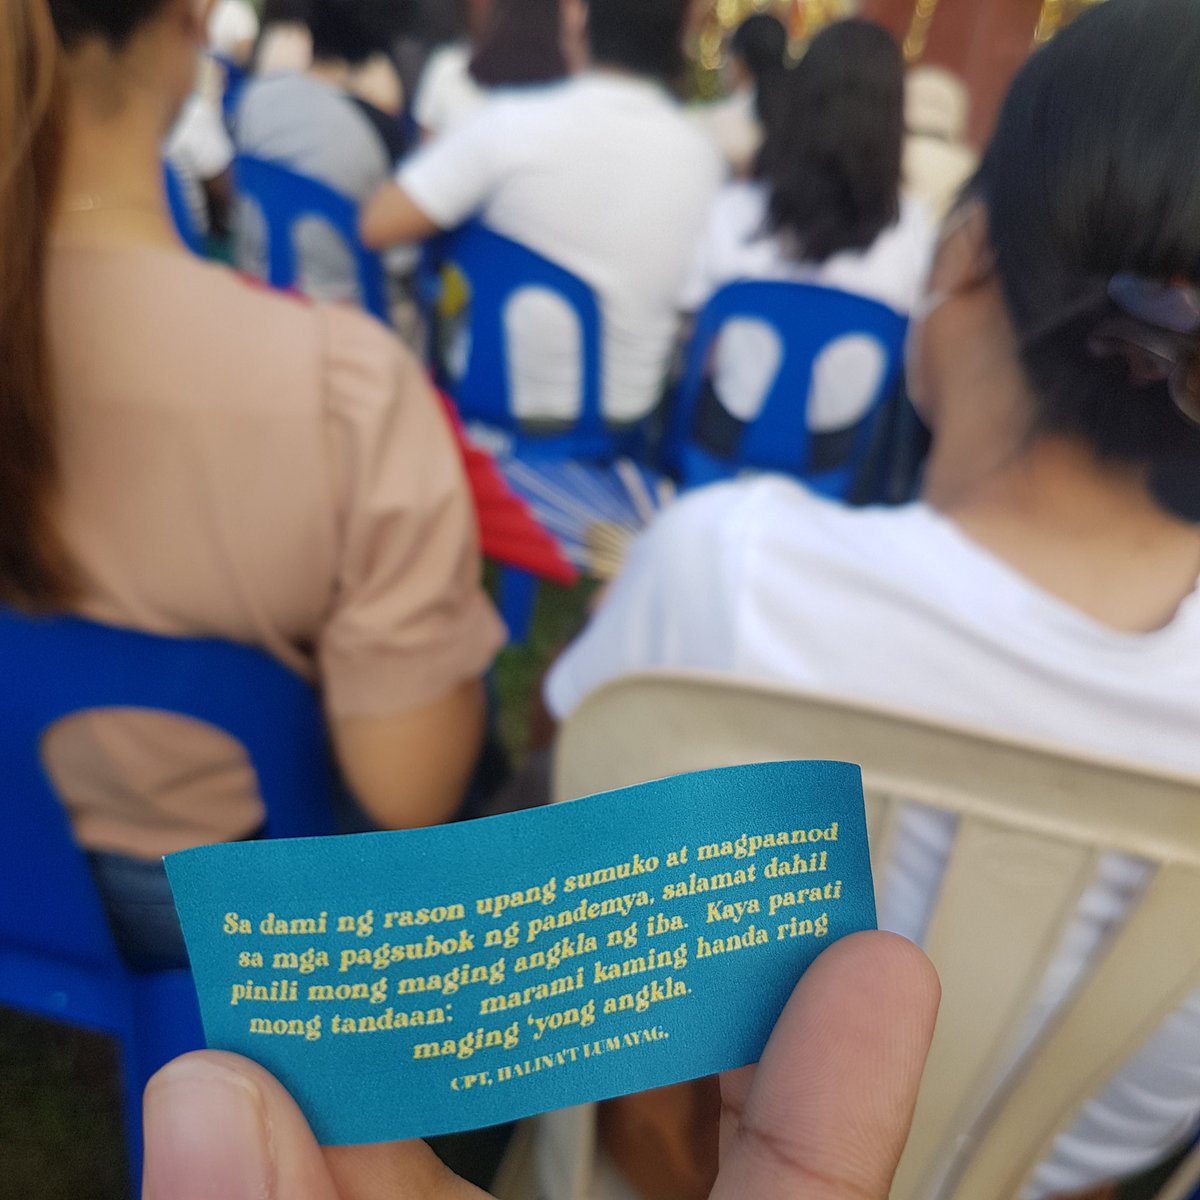 Sa dami ng rason upang sumuko at magpaanod
sa mga pagsubok ng pandemya, salamat dahil
pinili mong maging angkla ng iba. Kaya parati
mong tandaan: marami kaming handa ring
maging ‘yong angkla.
CPT, HALINA'T LUMAYAG,